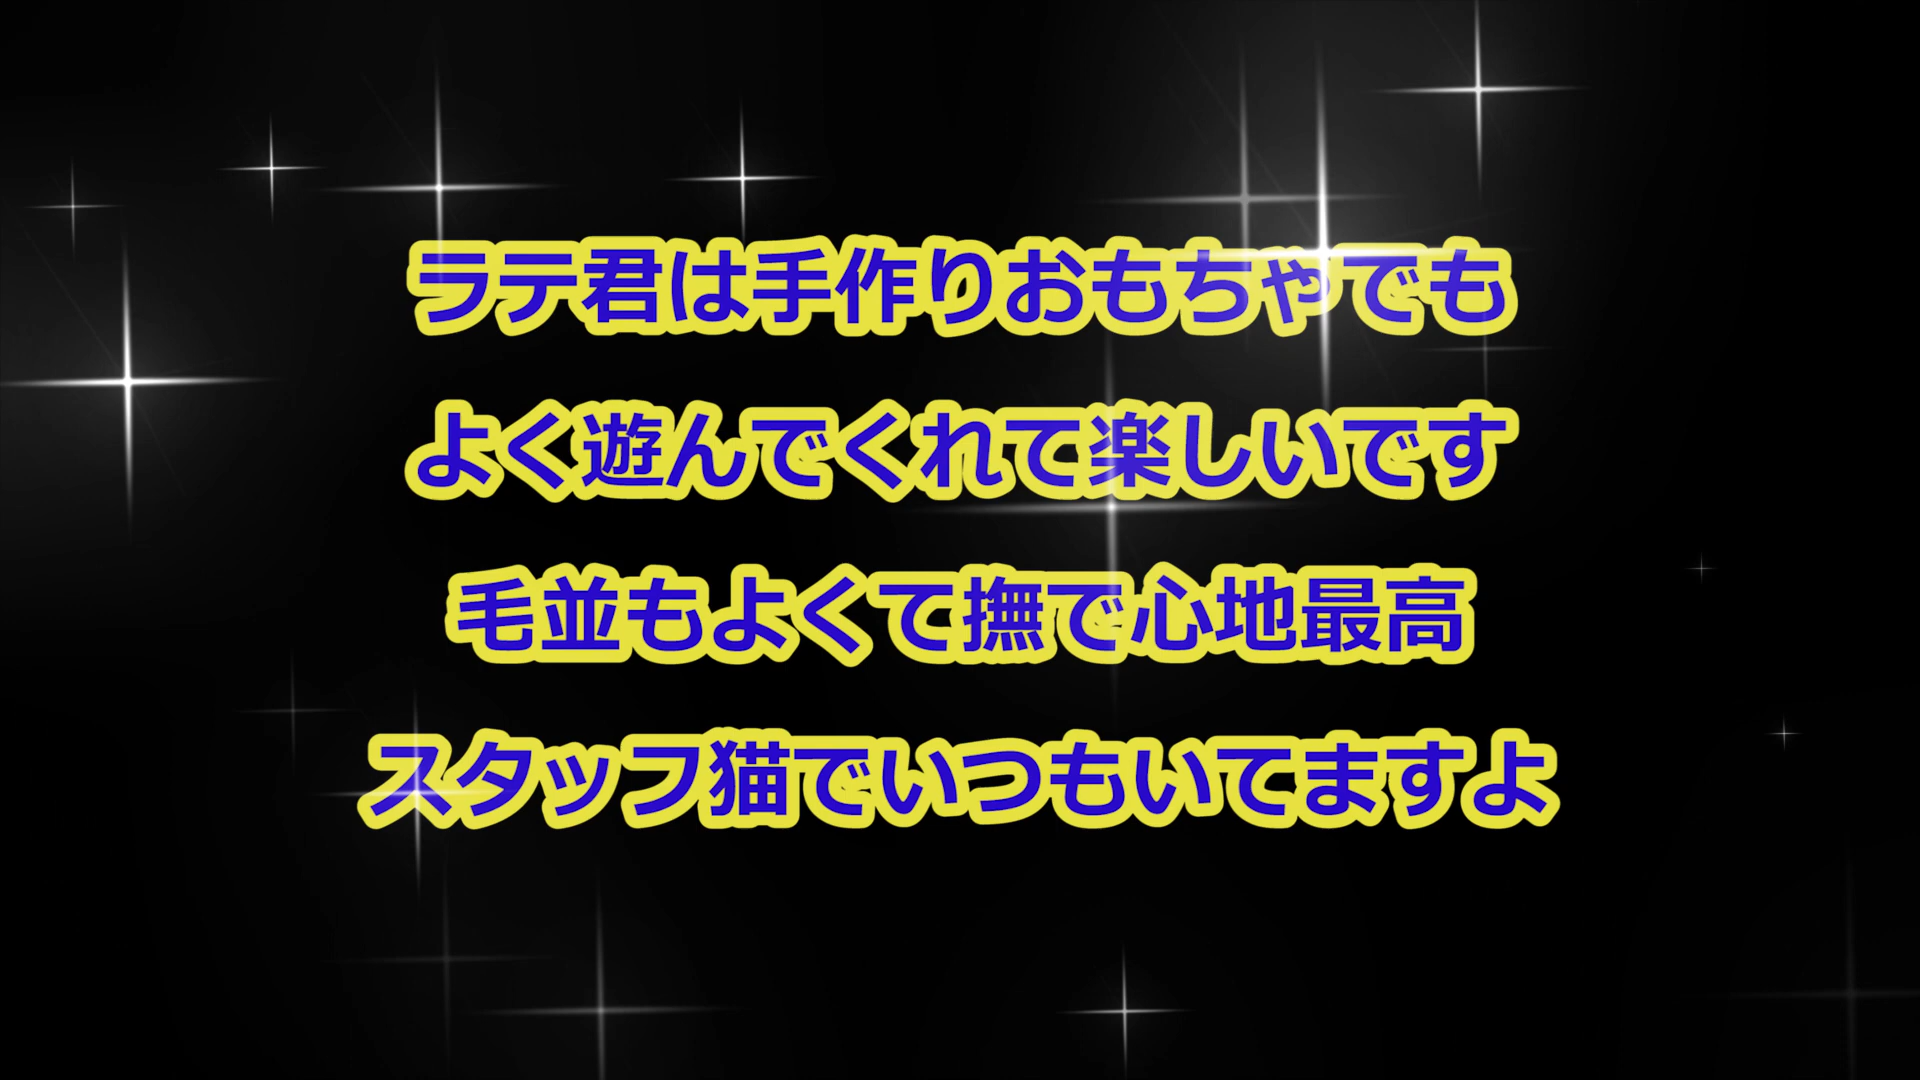 ラテ君は手作りおもちゃでも
よく遊んでくれて楽しいです
毛並もよくて撫で心地最高
スタッフ猫でいつもいてますよ